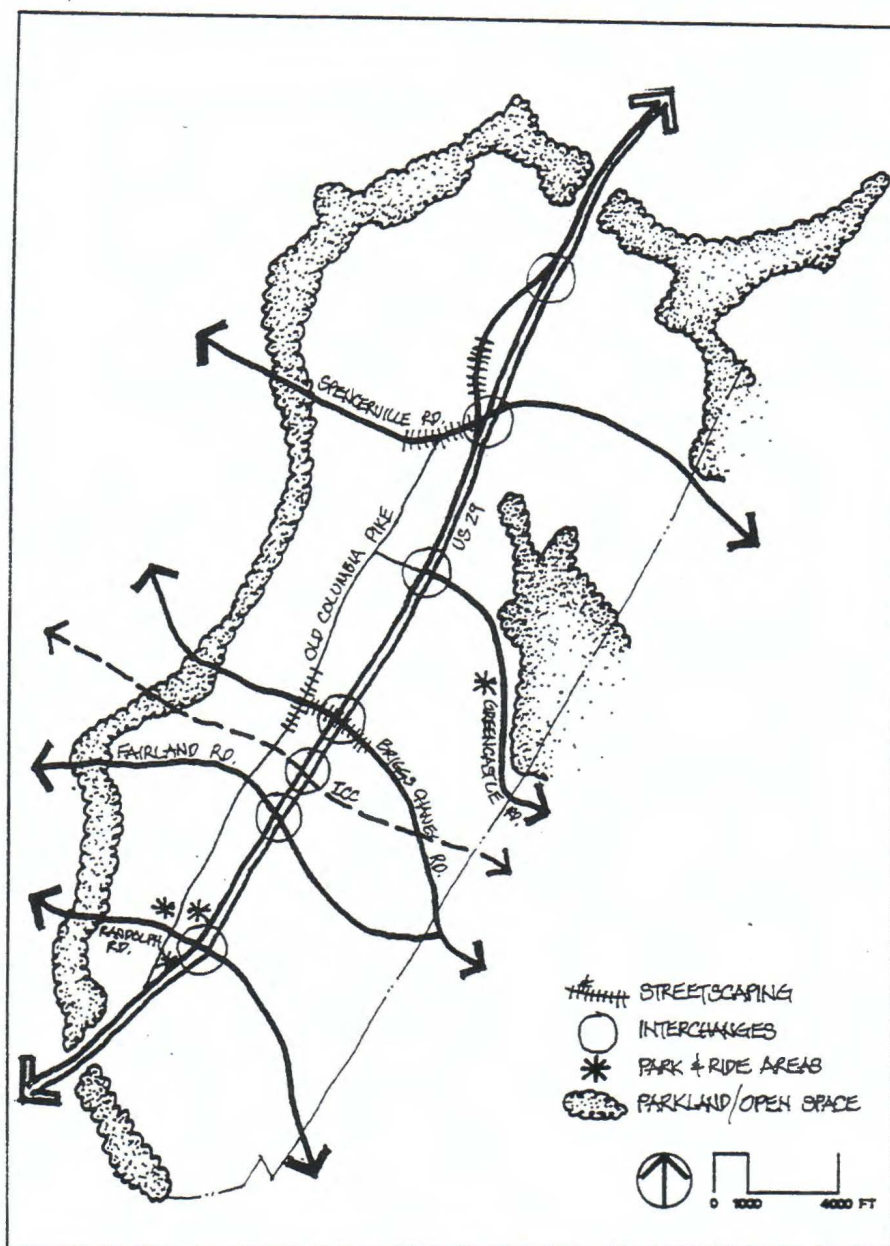 SPENCERVILLE RD.
US 29
OLD COLUMBIA PIKE
GREENCASTLE RD.
BRIGGS CHANEY RD.
FAIRLAND RD.
ICC
RANDOLPH
RD.
STREETSCAPING
INTERCHANGES
PARK & RIDE AREAS
PARKLAND/OPEN SPACE
0 1000 4000 FT